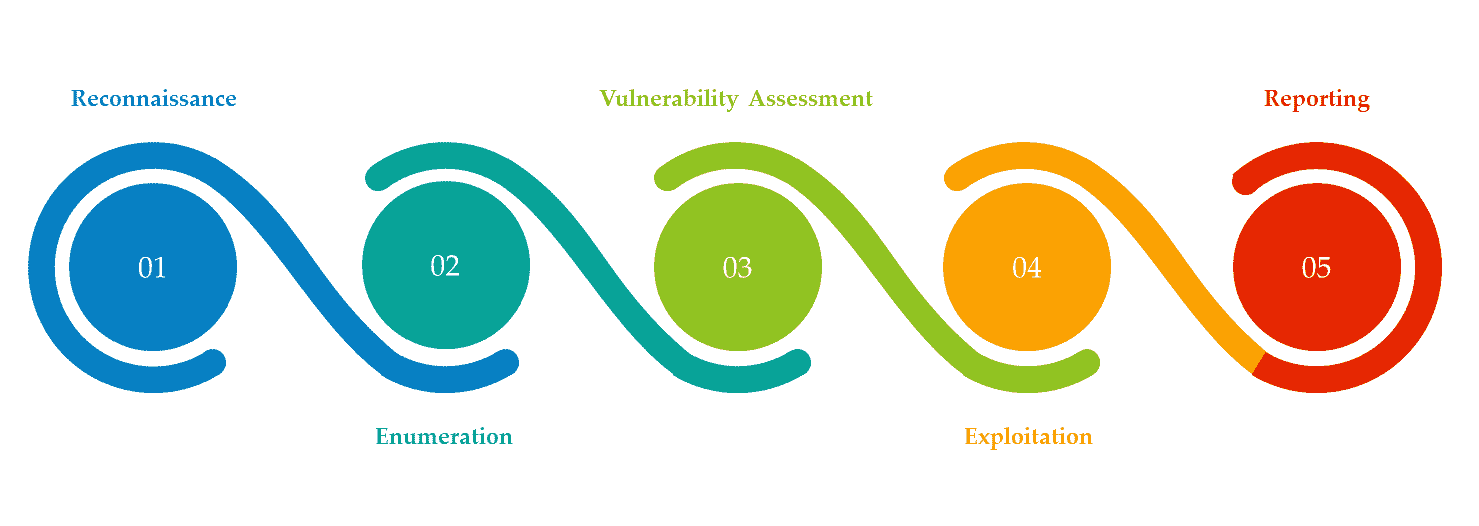 Reconnaissance
01
Enumeration
02
Vulnerability Assessment
03
Exploitation
04
Reporting
05